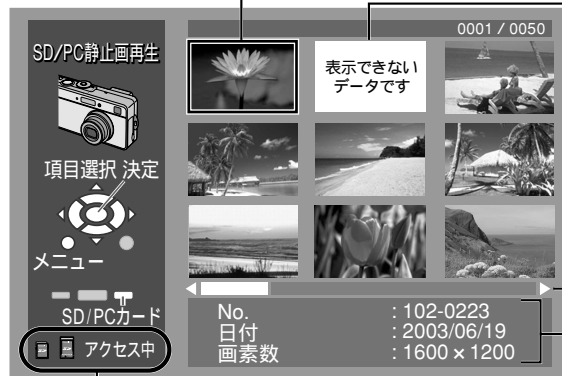 0001 / 0050
SD/PC静止画再生
表示できない
データです
項目選択 決定
メニュー
SD/PCカード
アクセス中
No. : 102-0223
日付 : 2003/06/19
画素数 : 1600×1200